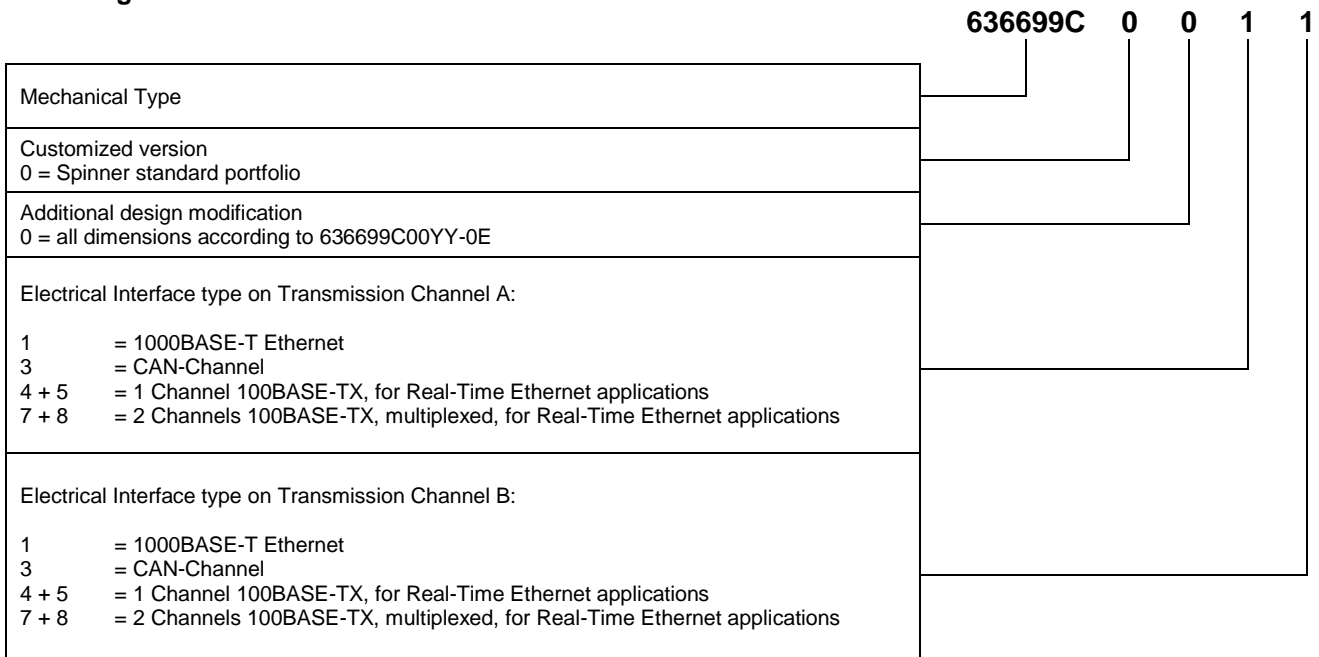 636699C 0 0 1 1
Mechanical Type
Customized version
0 = Spinner standard portfolio
Additional design modification
0 = all dimensions according to 636699C00YY-0E
Electrical Interface type on Transmission Channel A:
1 = 1000BASE-T Ethernet
3 = CAN-Channel
4 + 5 = 1 Channel 100BASE-TX, for Real-Time Ethernet applications
7 + 8 = 2 Channels 100BASE-TX, multiplexed, for Real-Time Ethernet applications
Electrical Interface type on Transmission Channel B:
1 = 1000BASE-T Ethernet
3 = CAN-Channel
4 + 5 = 1 Channel 100BASE-TX, for Real-Time Ethernet applications
7 + 8 = 2 Channels 100BASE-TX, multiplexed, for Real-Time Ethernet applications